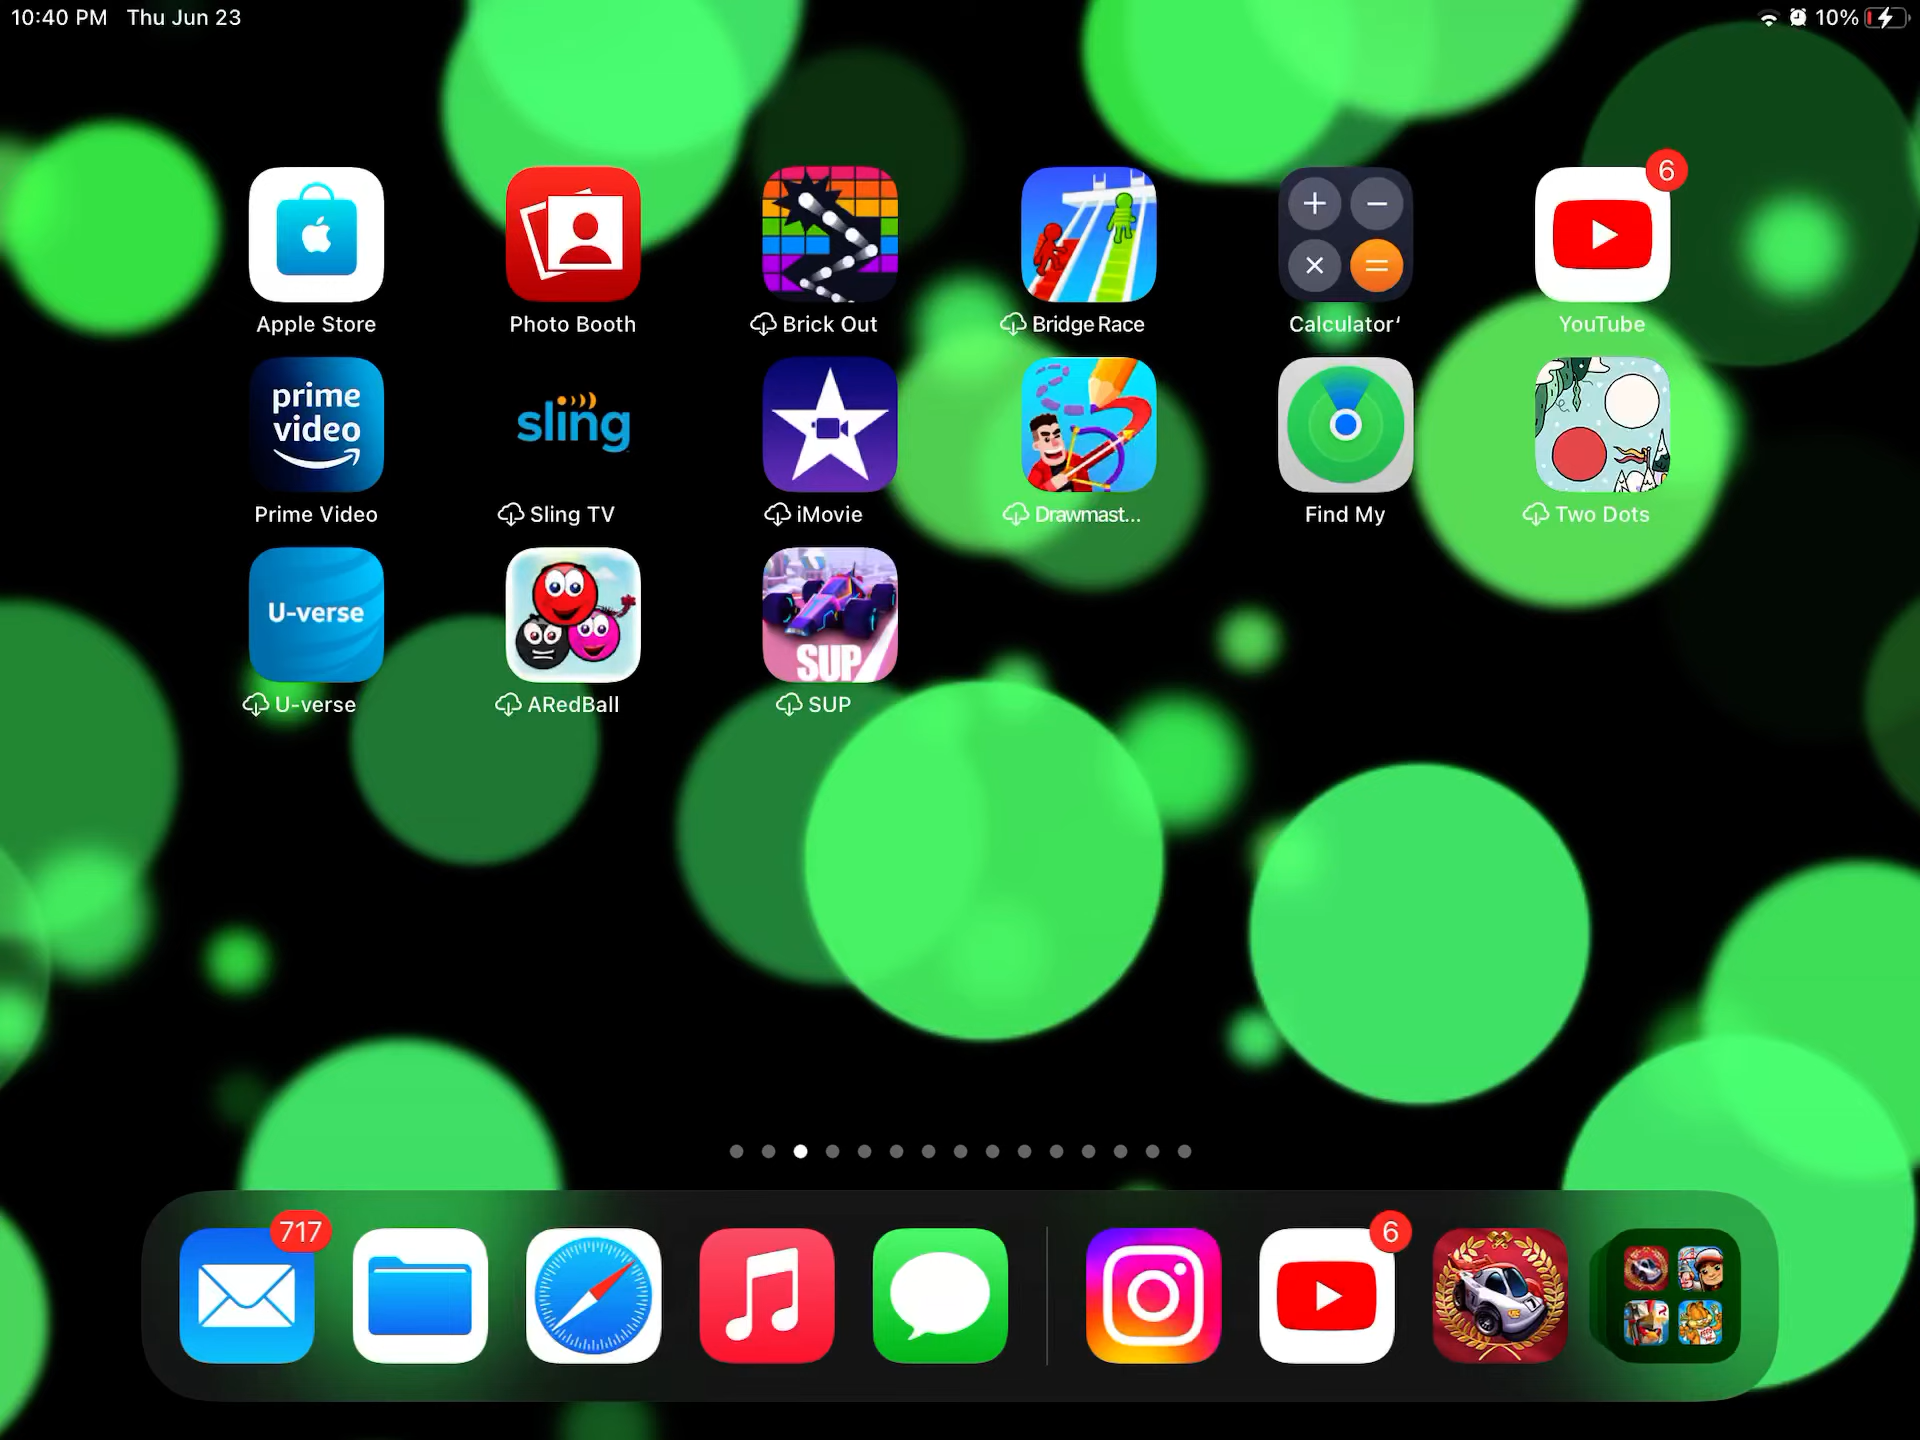 10:40 PM Thu Jun 23
10%
6
Apple Store
Photo Booth
Brick Out
Bridge Race
Calculator‘
YouTube
prime
video
sling
Prime Video
Sling TV
iMovie
Drawmast...
Find My
Two Dots
U-verse
SUP
U-verse
ARedBall
SUP
717
6